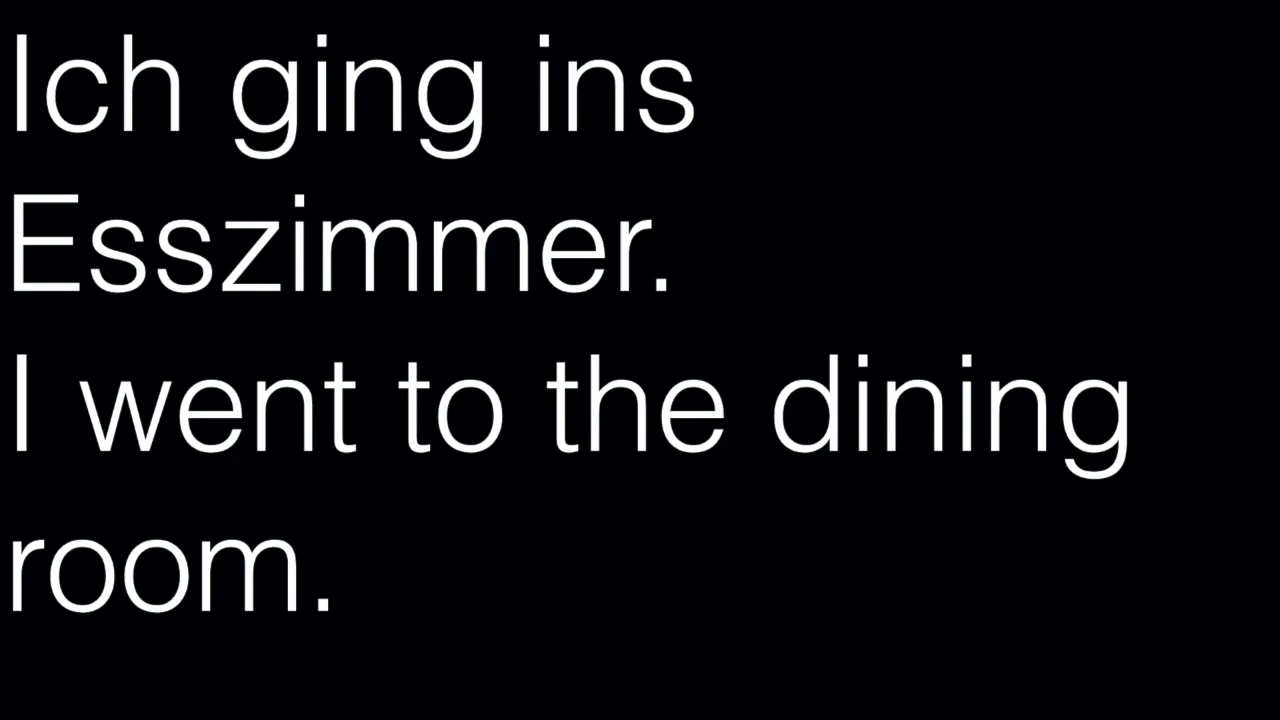 Ich ging ins
Esszimmer.
I went to the dining
room.